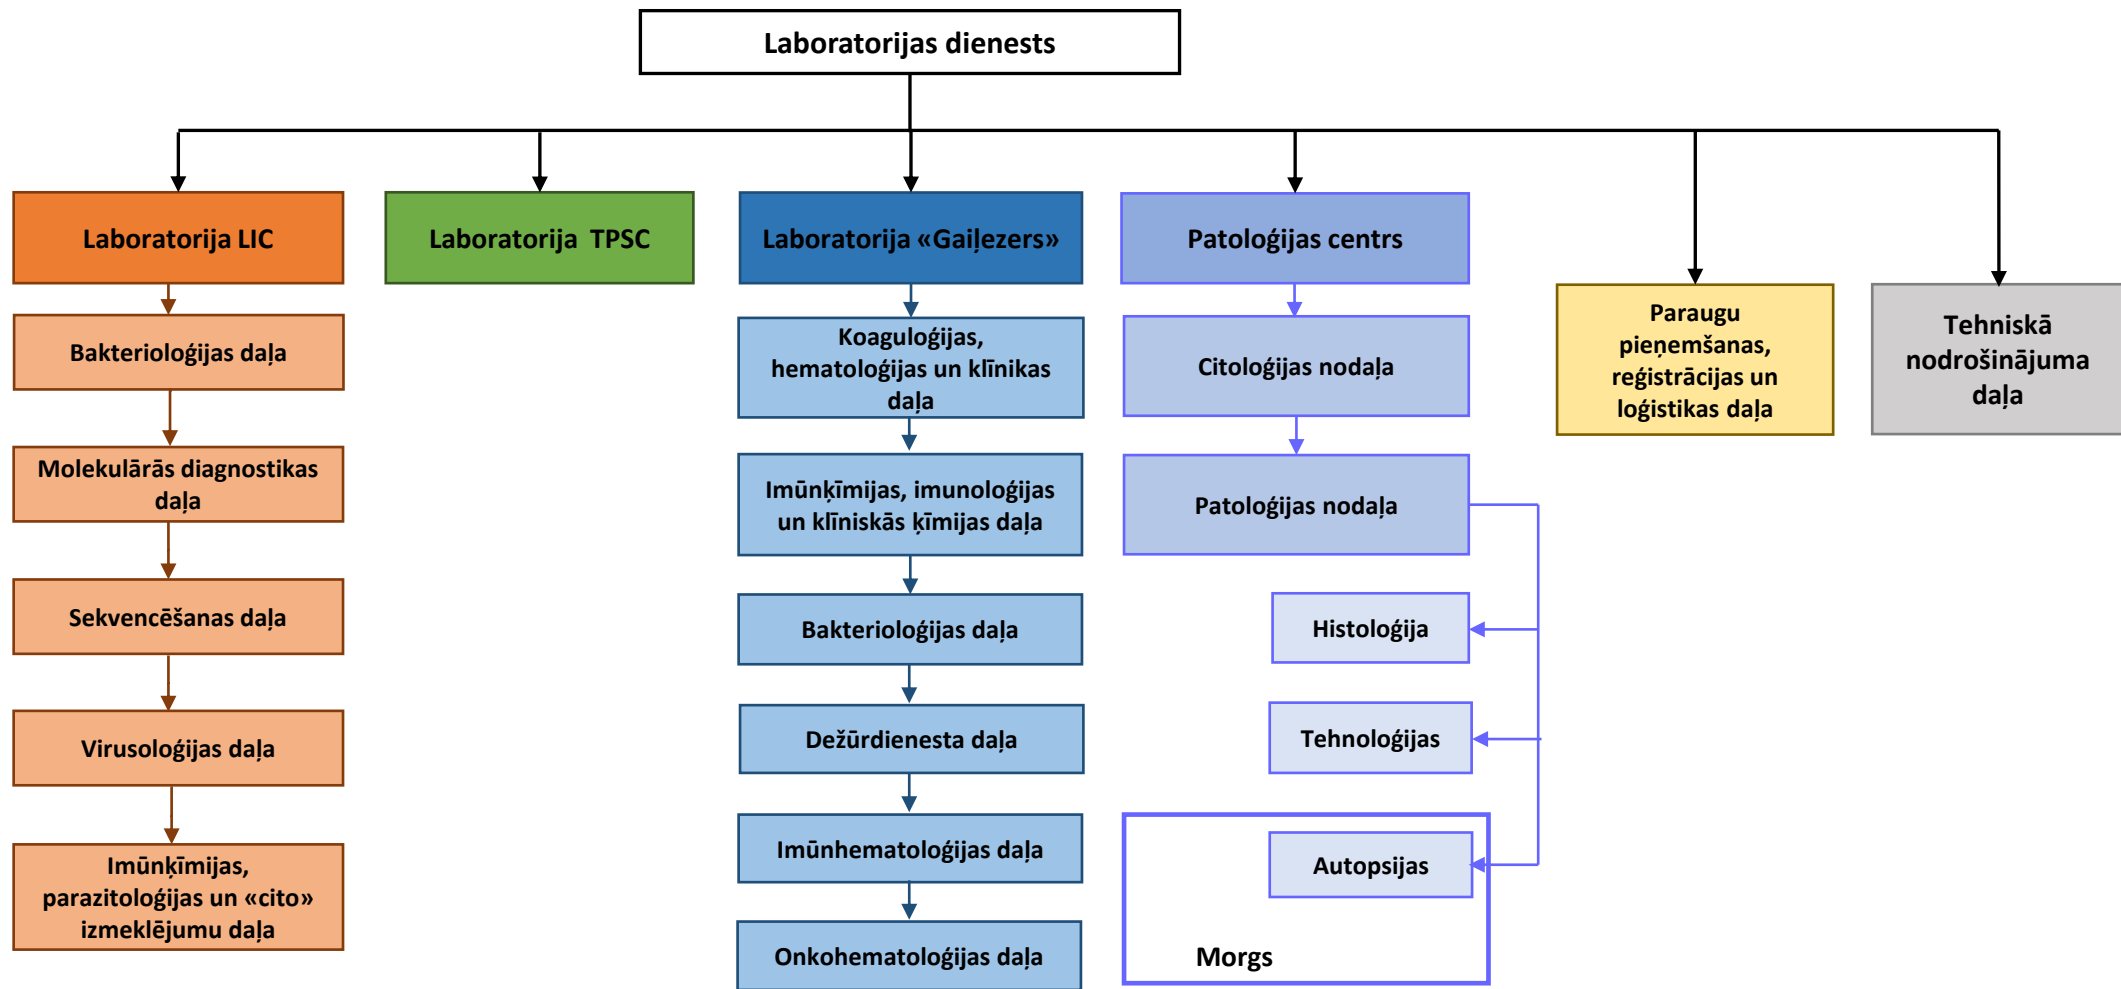 Laboratorijas dienests
Laboratorija LIC
Laboratorija TPSC
Laboratorija «Gaiļezers»
Patoloģijas centrs
Paraugu
pieņemšanas,
reģistrācijas un
loģistikas daļa
Tehniskā
nodrošinājuma
daļa
Bakterioloģijas daļa
Molekulārās diagnostikas
daļa
Sekvencēšanas daļa
Virusoloģijas daļa
Imūnķīmijas,
parazitoloģijas un «cito»
izmeklējumu daļa
Koaguloģijas,
hematoloģijas un klīnikas
daļa
Imūnķīmijas, imunoloģijas
un klīniskās ķīmijas daļa
Bakterioloģijas daļa
Dežūrdienesta daļa
Imūnhematoloģijas daļa
Onkohematoloģijas daļa
Citoloģijas nodaļa
Patoloģijas nodaļa
Histoloģija
Tehnoloģijas
Autopsijas
Morgs